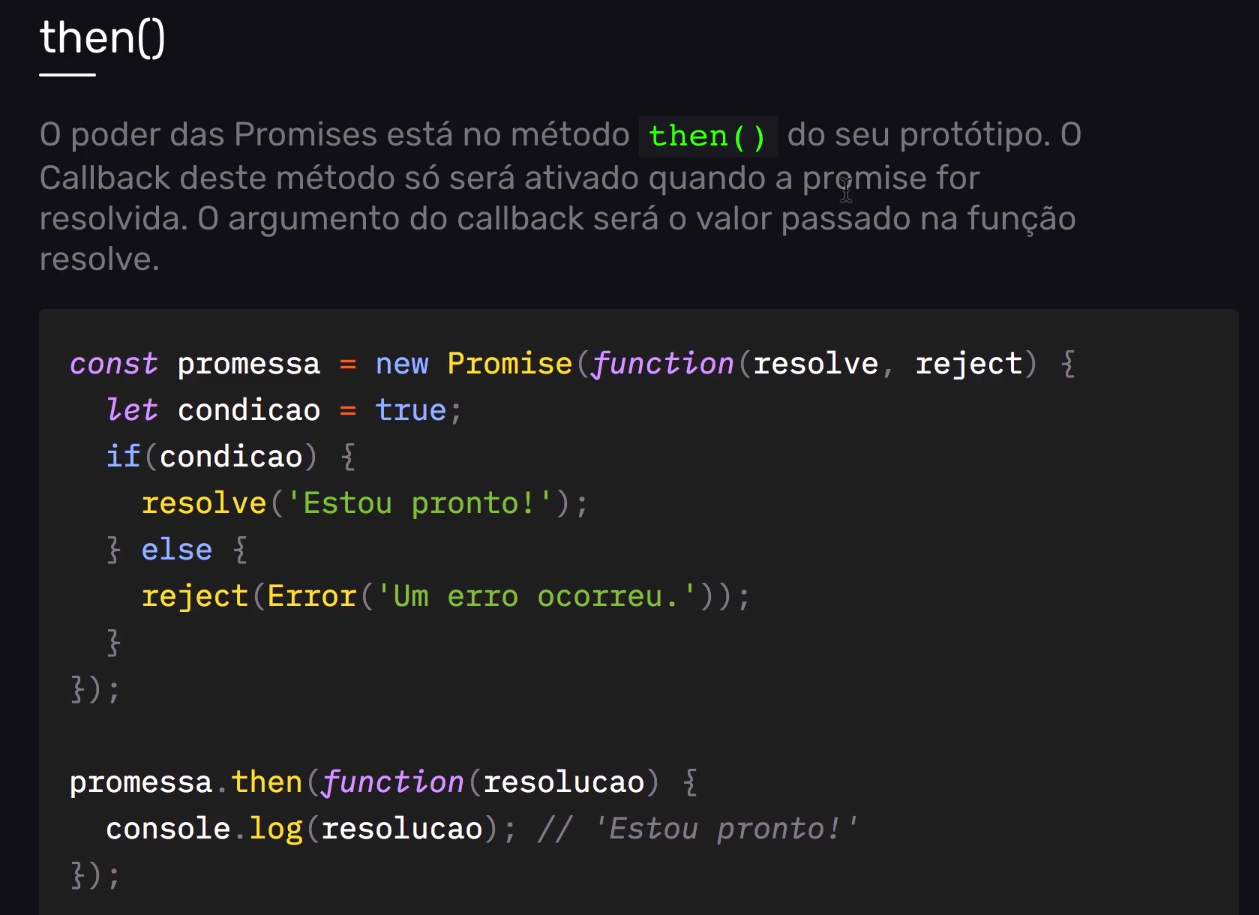 then()
O poder das Promises está no método then() do seu protótipo. O
Callback deste método só será ativado quando a promise for
resolvida. O argumento do callback será o valor passado na função
resolve.
const promessa = new Promise(function(resolve, reject) {
  let condicao = true;
  if(condicao) {
    resolve('Estou pronto!');
  } else {
    reject(Error('Um erro ocorreu.'));
  }
});
promessa.then(function(resolucao) {
  console.log(resolucao); // 'Estou pronto!'
});